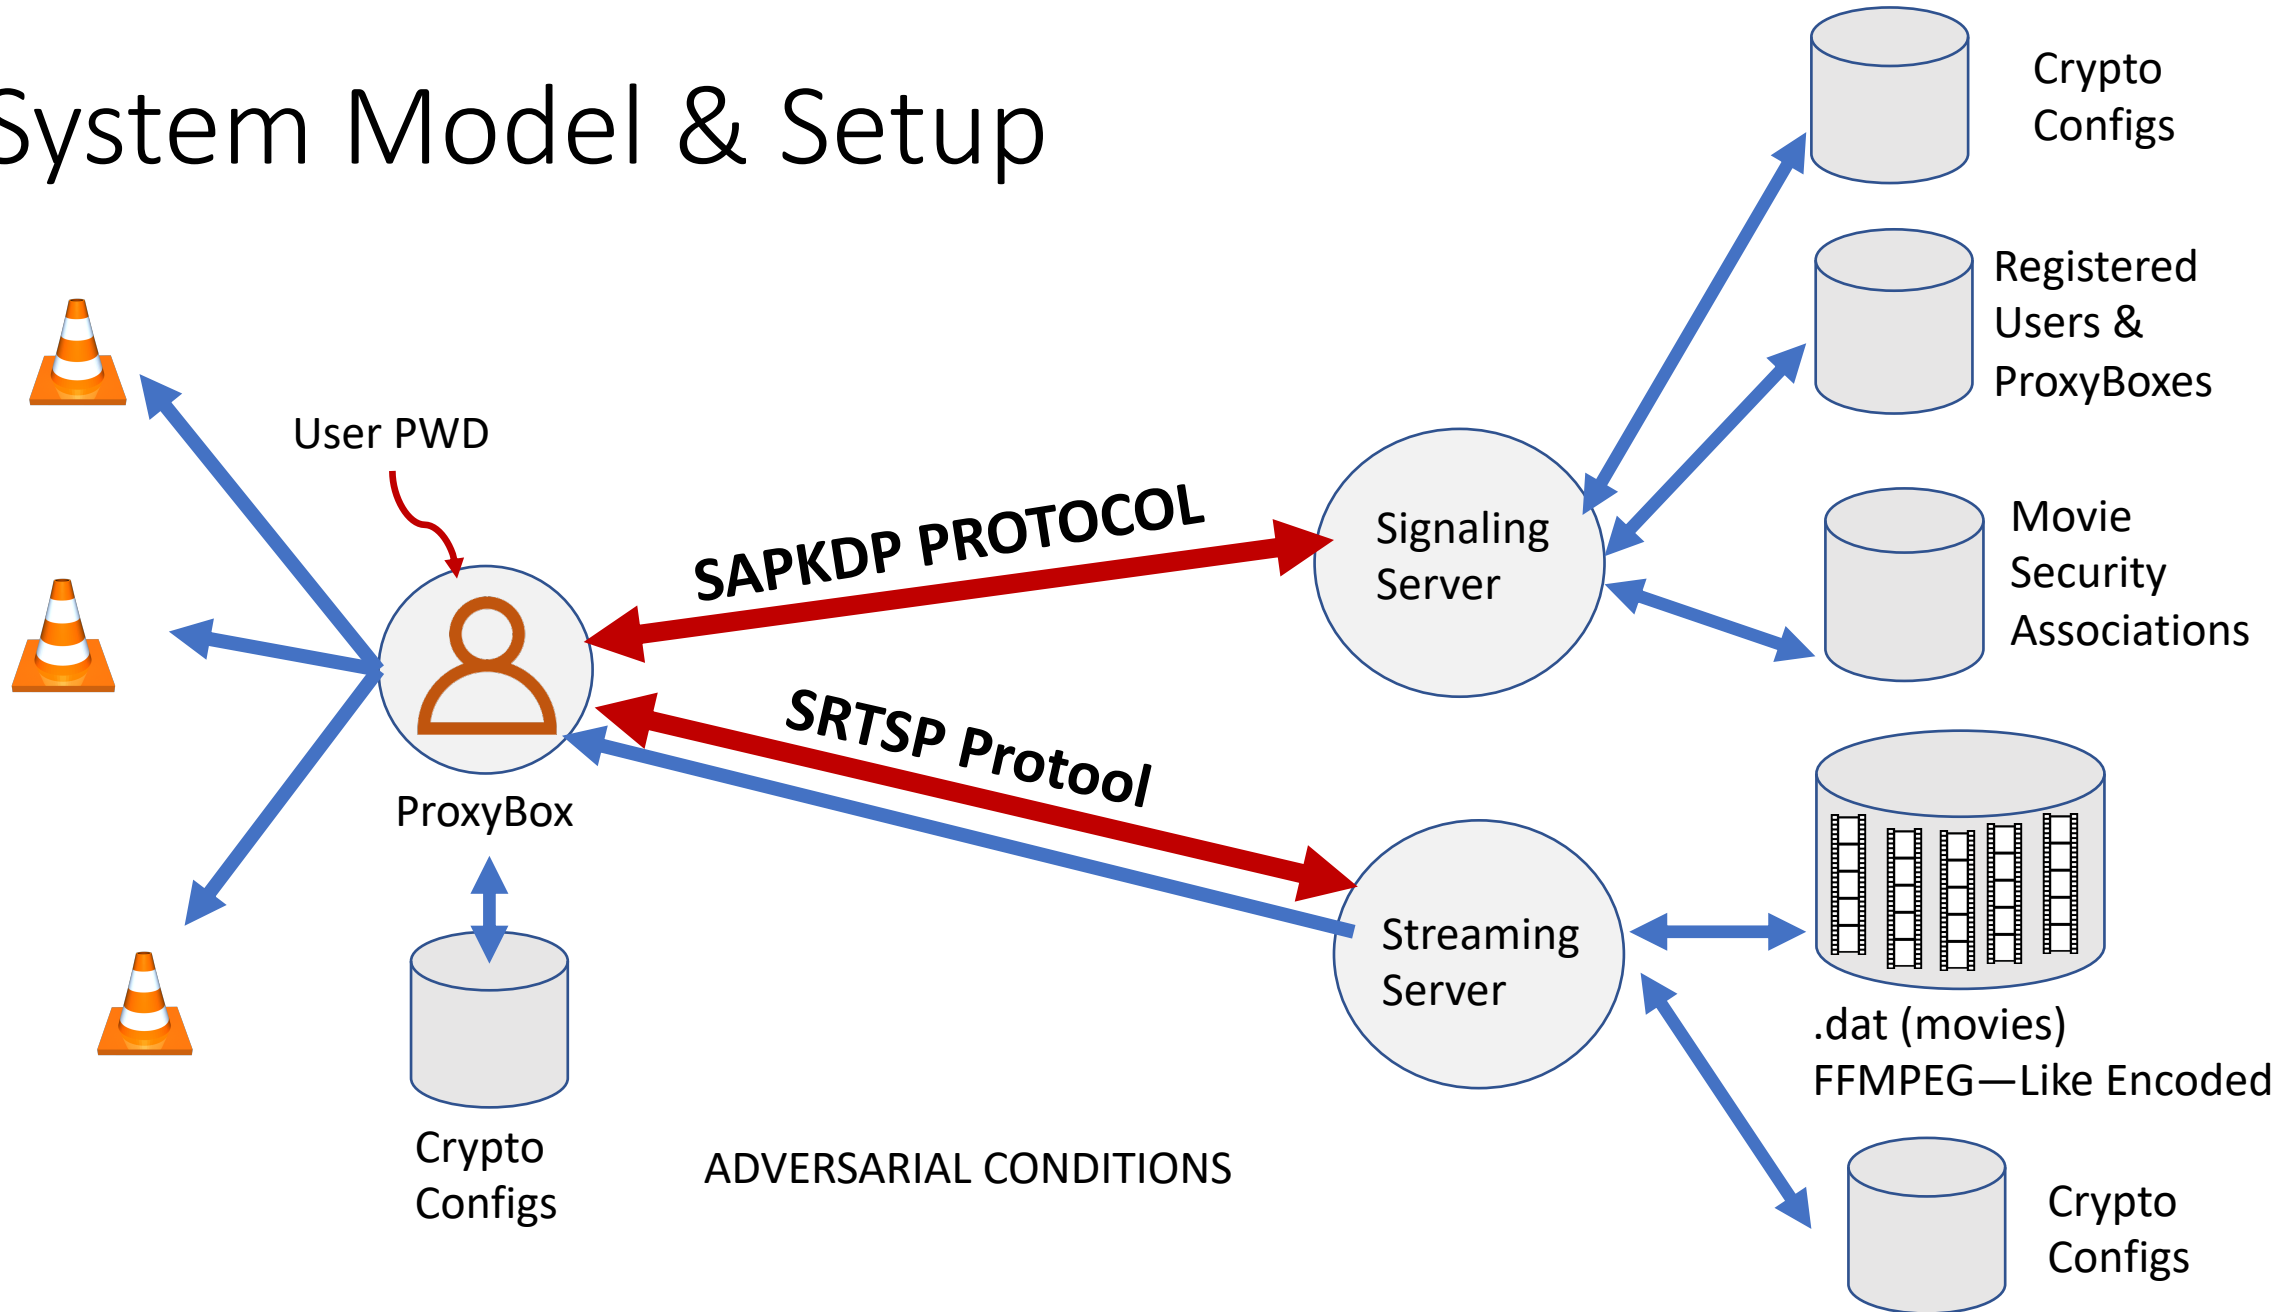 System Model & Setup
Crypto
Configs
Registered
Users &
ProxyBoxes
User PWD
SAPKDP PROTOCOL
Signaling
Server
Movie
Security
Associations
SRTSP Protool
ProxyBox
Streaming
Server
.dat (movies)
FFMPEG—Like Encoded
Crypto
Configs
ADVERSARIAL CONDITIONS
Crypto
Configs